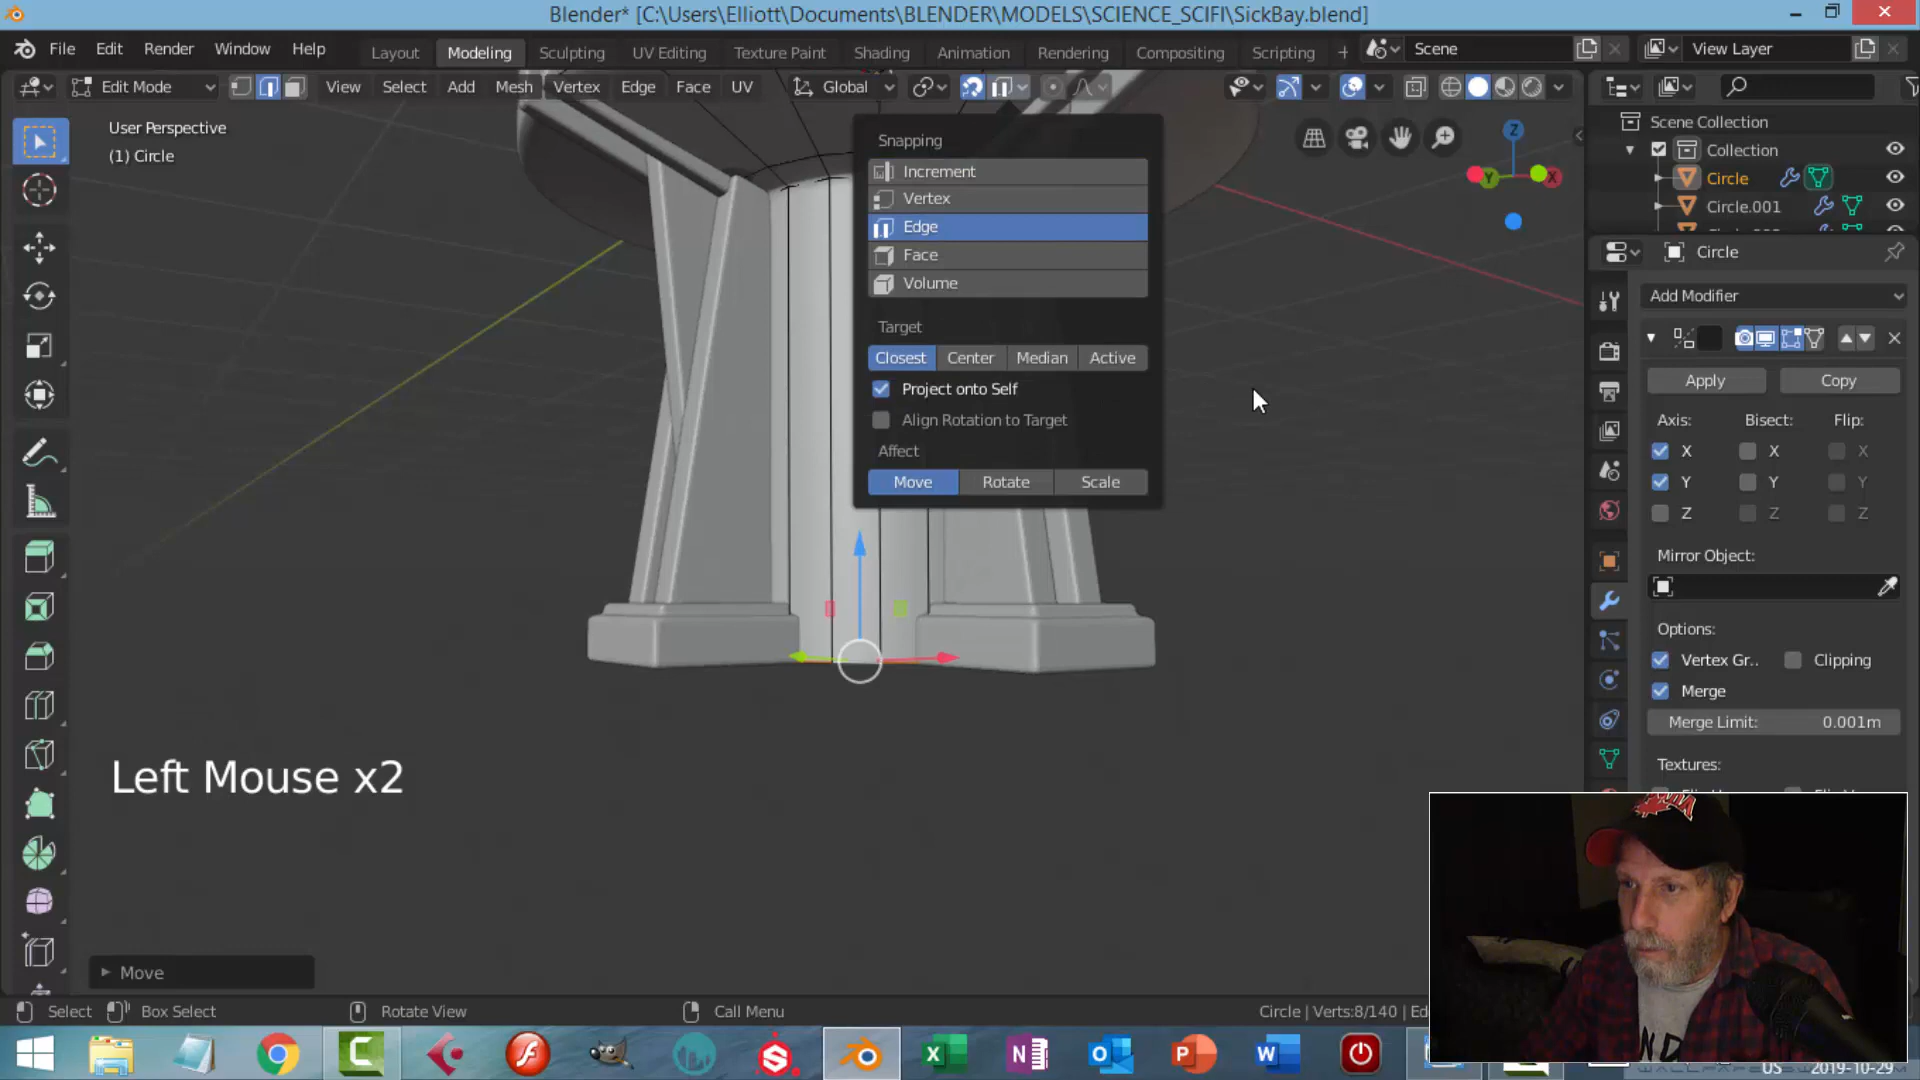 Blender* [C:\Users\Elliott\Documents\BLENDER\MODELS\SCIENCE_SCIFI\SickBay.blend]
File Edit Render Window Help
Layout Modeling Sculpting UV Editing Texture Paint Shading Animation Rendering Compositing Scripting + Scene View Layer
Edit Mode View Select Add Mesh Vertex Edge Face UV Global
User Perspective
(1) Circle
Scene Collection
Collection
Circle
Circle.001
Circle
Snapping
Increment
Vertex
Edge
Face
Volume
Target
Closest Center Median Active
Project onto Self
Align Rotation to Target
Affect
Move Rotate Scale
Z
Y
X
Add Modifier
Apply Copy
Axis: Bisect: Flip:
X X X
Y Y Y
Z Z Z
Mirror Object:
Options:
Vertex Gr.. Clipping
Merge
Merge Limit: 0.001m
Textures:
Left Mouse x2
Move
Select Box Select Rotate View Call Menu Circle | Verts:8/140 | Ed
US 2019-10-29